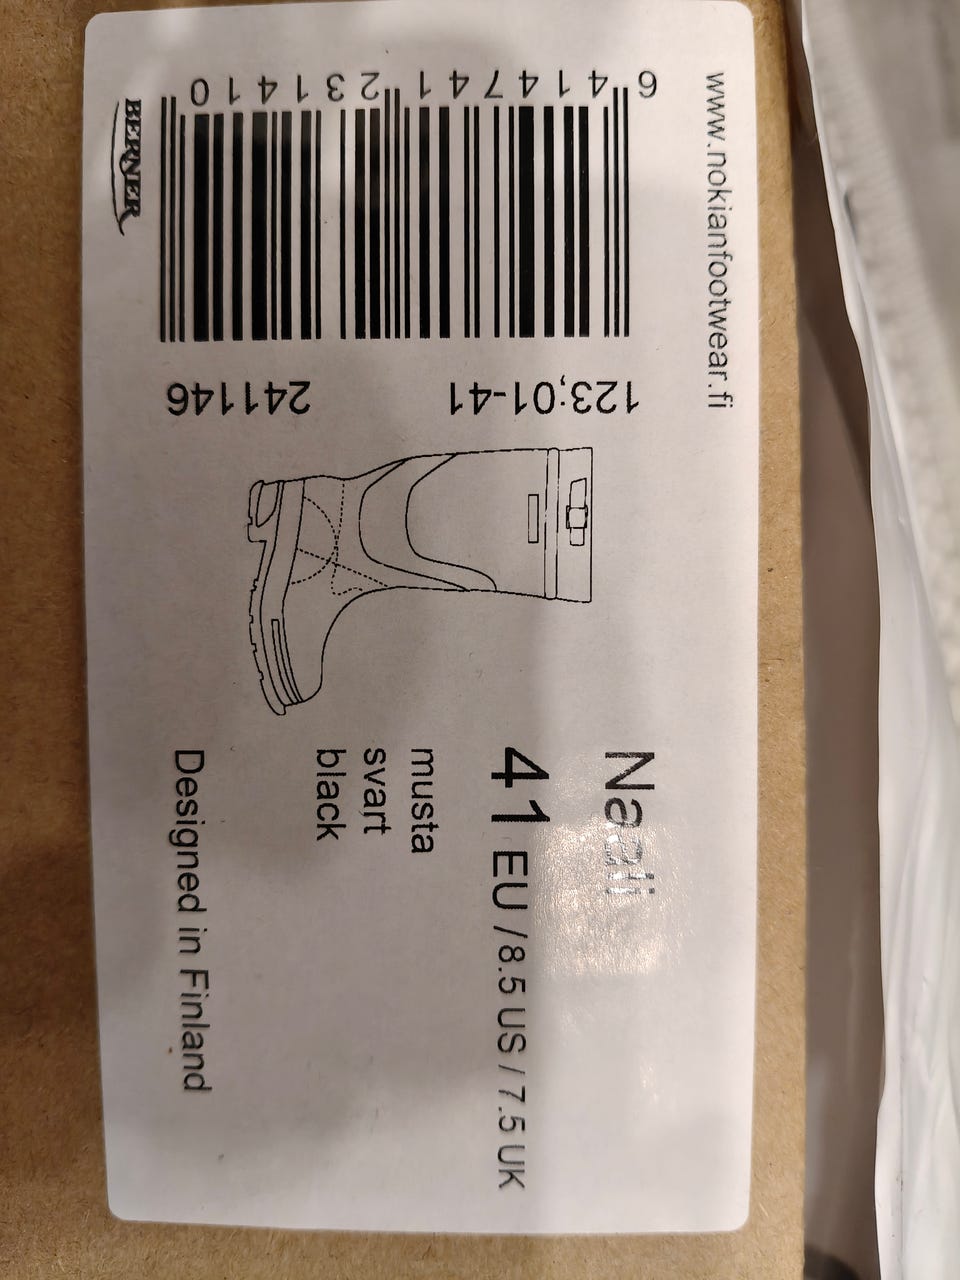 www.nokianfootwear.fi
6 414741 231410
BERNER
123;01-41 241146
Naali
41 EU / 8.5 US / 7.5 UK
musta
svart
black
Designed in Finland